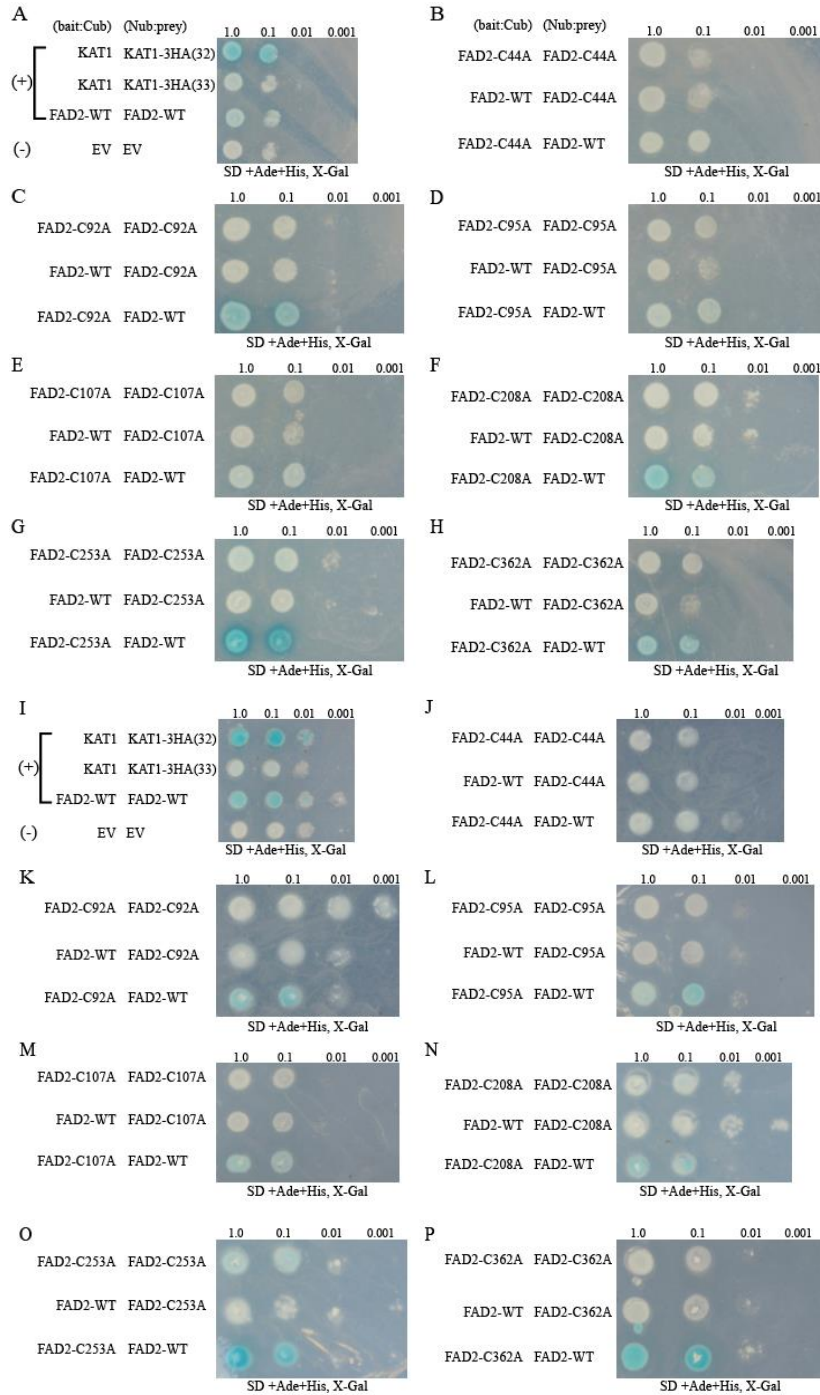 A
(bait:Cub) (Nub:prey)
1.0 0.1 0.01 0.001
(+)
KAT1 KAT1-3HA(32)
KAT1 KAT1-3HA(33)
FAD2-WT FAD2-WT
(-) EV EV
SD +Ade+His, X-Gal
B
1.0 0.1 0.01 0.001
FAD2-C44A FAD2-C44A
FAD2-WT FAD2-C44A
FAD2-C44A FAD2-WT
SD +Ade+His, X-Gal
C
1.0 0.1 0.01 0.001
FAD2-C92A FAD2-C92A
FAD2-WT FAD2-C92A
FAD2-C92A FAD2-WT
SD +Ade+His, X-Gal
D
1.0 0.1 0.01 0.001
FAD2-C95A FAD2-C95A
FAD2-WT FAD2-C95A
FAD2-C95A FAD2-WT
SD +Ade+His, X-Gal
E
1.0 0.1 0.01 0.001
FAD2-C107A FAD2-C107A
FAD2-WT FAD2-C107A
FAD2-C107A FAD2-WT
SD +Ade+His, X-Gal
F
1.0 0.1 0.01 0.001
FAD2-C208A FAD2-C208A
FAD2-WT FAD2-C208A
FAD2-C208A FAD2-WT
SD +Ade+His, X-Gal
G
1.0 0.1 0.01 0.001
FAD2-C253A FAD2-C253A
FAD2-WT FAD2-C253A
FAD2-C253A FAD2-WT
SD +Ade+His, X-Gal
H
1.0 0.1 0.01 0.001
FAD2-C362A FAD2-C362A
FAD2-WT FAD2-C362A
FAD2-C362A FAD2-WT
SD +Ade+His, X-Gal
I
1.0 0.1 0.01 0.001
(+)
KAT1 KAT1-3HA(32)
KAT1 KAT1-3HA(33)
FAD2-WT FAD2-WT
(-) EV EV
SD +Ade+His, X-Gal
J
1.0 0.1 0.01 0.001
FAD2-C44A FAD2-C44A
FAD2-WT FAD2-C44A
FAD2-C44A FAD2-WT
SD +Ade+His, X-Gal
K
1.0 0.1 0.01 0.001
FAD2-C92A FAD2-C92A
FAD2-WT FAD2-C92A
FAD2-C92A FAD2-WT
SD +Ade+His, X-Gal
L
1.0 0.1 0.01 0.001
FAD2-C95A FAD2-C95A
FAD2-WT FAD2-C95A
FAD2-C95A FAD2-WT
SD +Ade+His, X-Gal
M
1.0 0.1 0.01 0.001
FAD2-C107A FAD2-C107A
FAD2-WT FAD2-C107A
FAD2-C107A FAD2-WT
SD +Ade+His, X-Gal
N
1.0 0.1 0.01 0.001
FAD2-C208A FAD2-C208A
FAD2-WT FAD2-C208A
FAD2-C208A FAD2-WT
SD +Ade+His, X-Gal
O
1.0 0.1 0.01 0.001
FAD2-C253A FAD2-C253A
FAD2-WT FAD2-C253A
FAD2-C253A FAD2-WT
SD +Ade+His, X-Gal
P
1.0 0.1 0.01 0.001
FAD2-C362A FAD2-C362A
FAD2-WT FAD2-C362A
FAD2-C362A FAD2-WT
SD +Ade+His, X-Gal